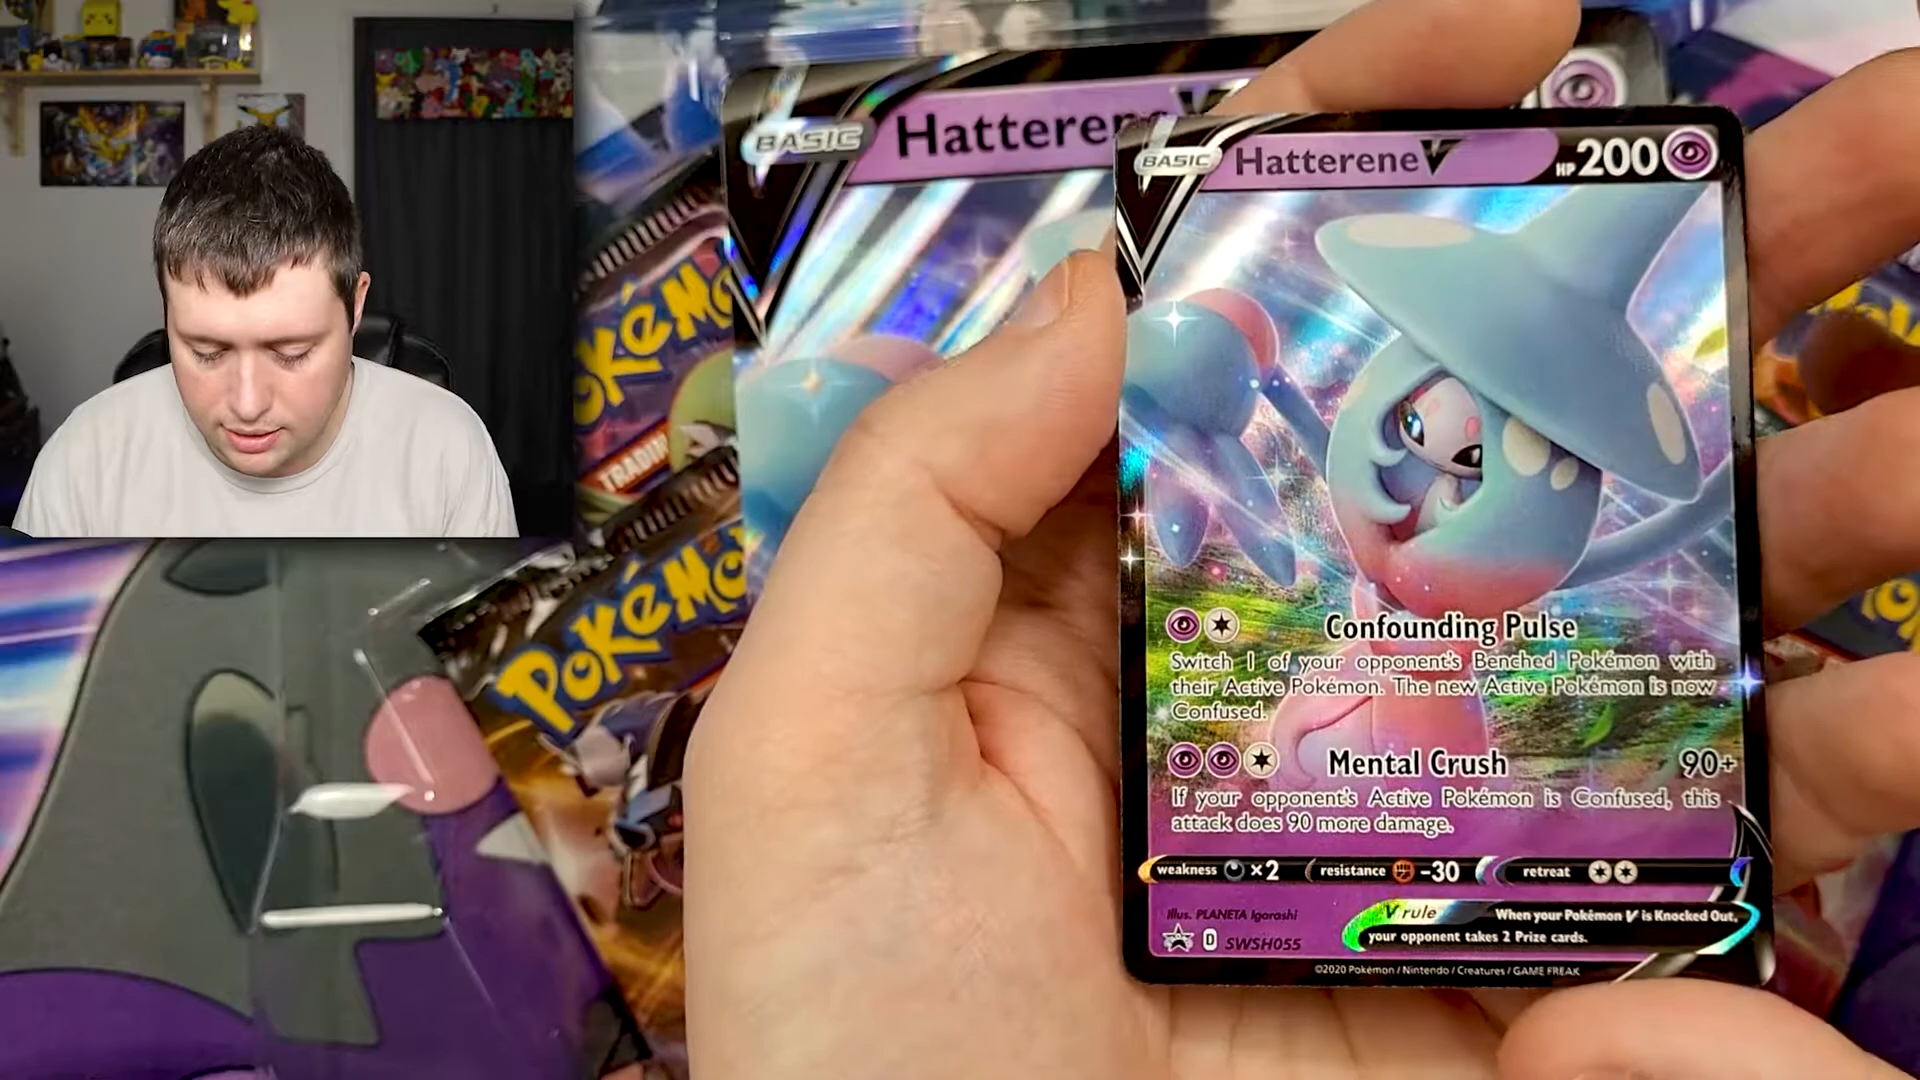 BASIC Hatterene V
BASIC Hatterene V HP 200
POKÉMO
TRADIN
POKÉMO
Confounding Pulse
Switch 1 of your opponent's Benched Pokémon with
their Active Pokémon. The new Active Pokémon is now
Confused.
Mental Crush 90+
If your opponent's Active Pokémon is Confused, this
attack does 90 more damage.
weakness ×2 resistance -30 retreat
Illus. PLANETA Igarashi
V rule When your Pokémon V is Knocked Out,
your opponent takes 2 Prize cards.
D SWSH055
©2020 Pokémon / Nintendo / Creatures / GAME FREAK